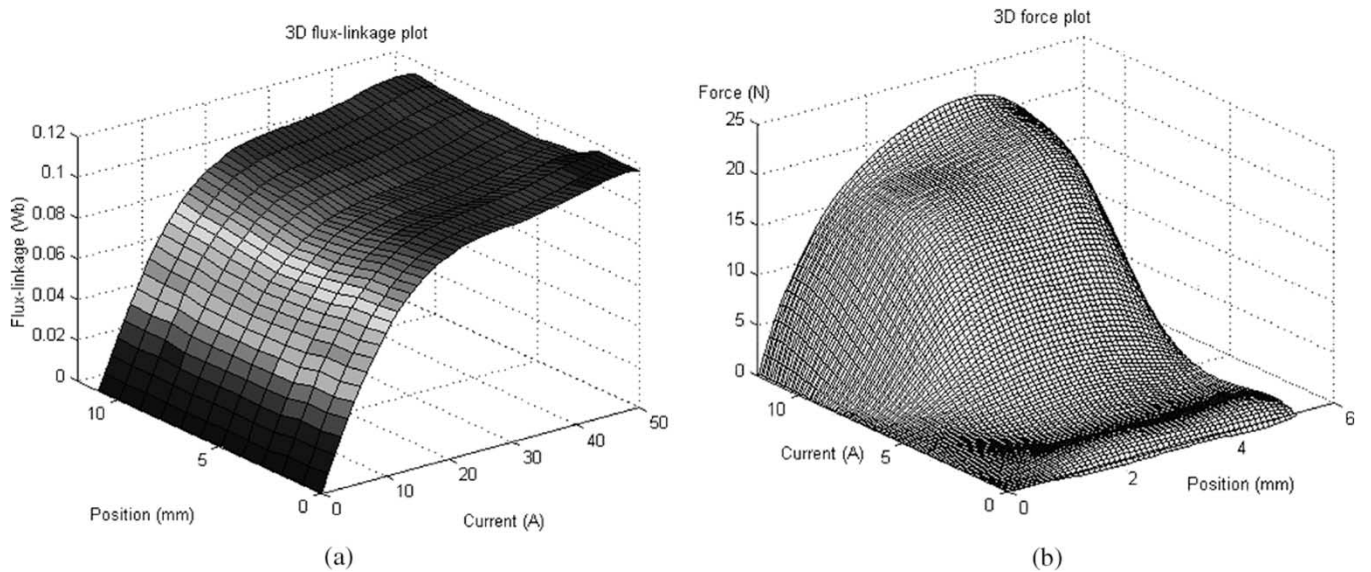 3D flux-linkage plot
0.12
0.1
0.08
0.06
0.04
0.02
0
Flux-linkage (Wb)
10
5
0
Position (mm)
0
10
20
30
40
50
Current (A)
(a)
3D force plot
Force (N)
25
20
15
10
5
0
10
5
0
Current (A)
0
2
4
6
Position (mm)
(b)